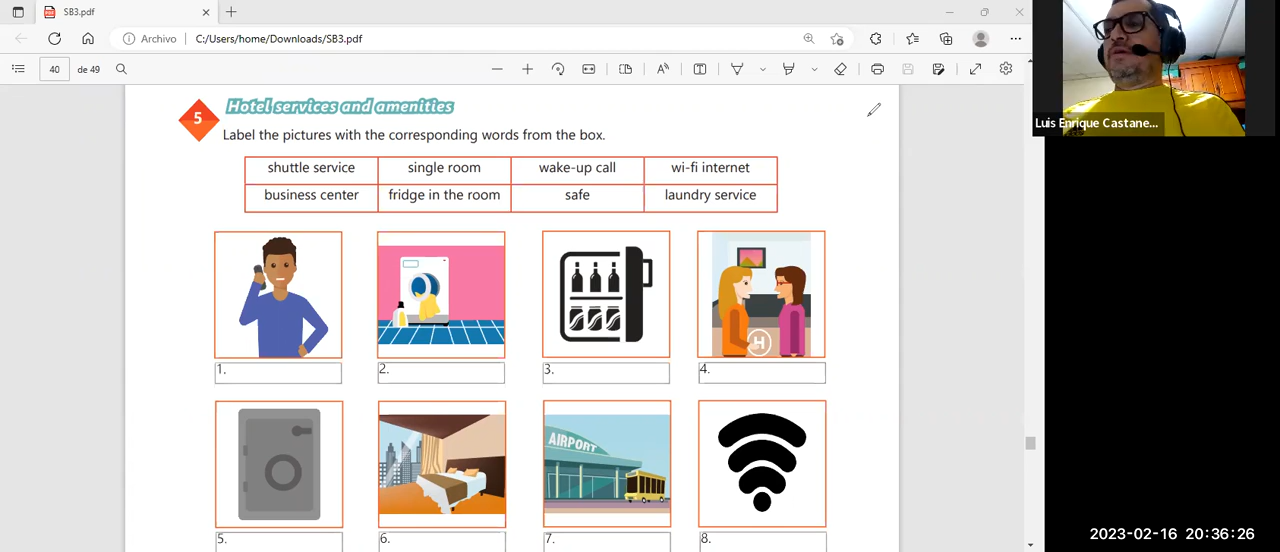 SB3.pdf
Archivo C:/Users/home/Downloads/SB3.pdf
40 de 49
5 Hotel services and amenities
Label the pictures with the corresponding words from the box.
shuttle service single room wake-up call wi-fi internet
business center fridge in the room safe laundry service
H
1. 2. 3. 4.
AIRPORT
5. 6. 7. 8.
Luis Enrique Castane...
2023-02-16 20:36:26